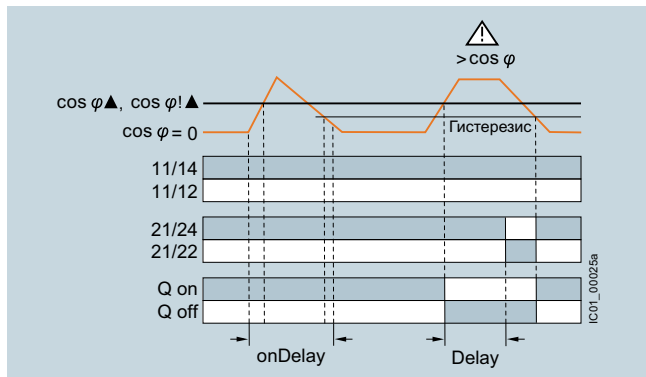 > cos φ
cos φ▲, cos φ! ▲
cos φ = 0
Гистерезис
11/14
11/12
21/24
21/22
Q on
Q off
onDelay
Delay
IC01_00025a